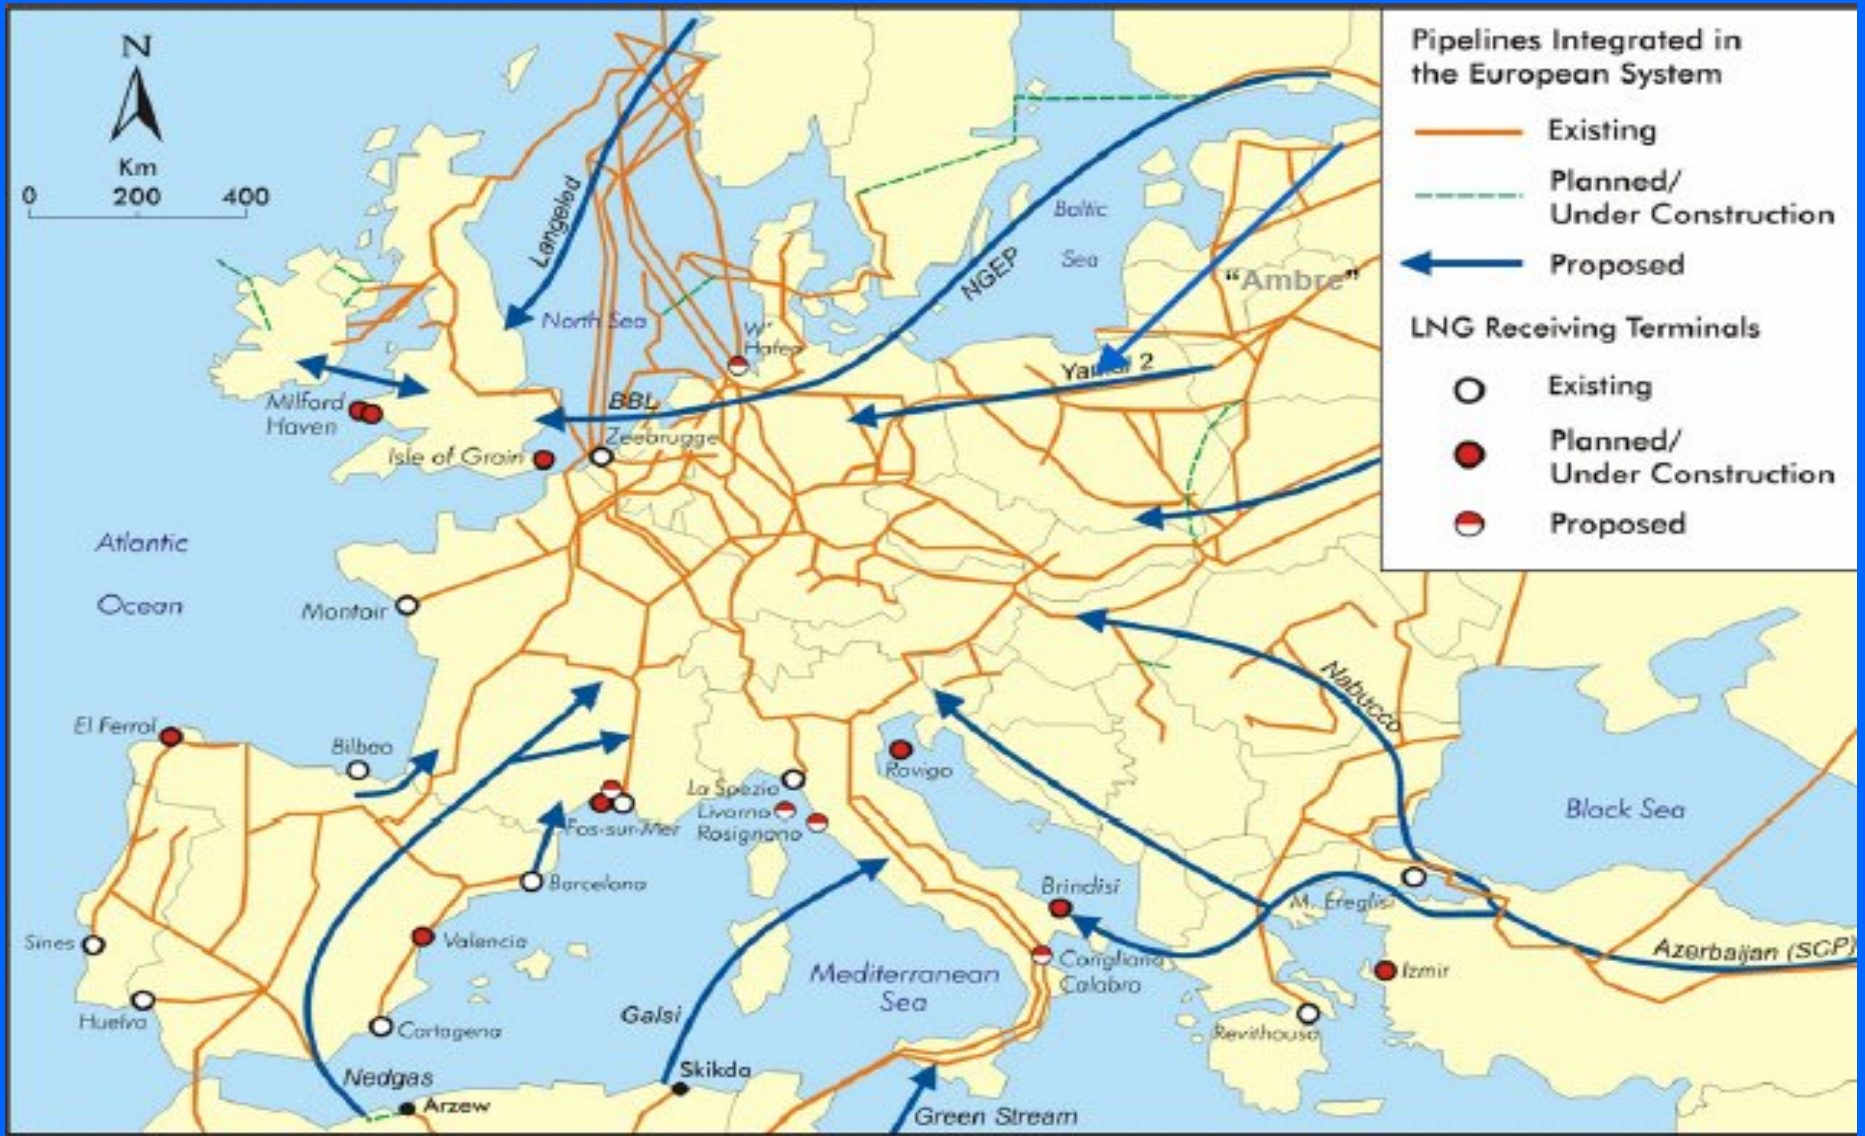 N
Km
0 200 400
Pipelines Integrated in
the European System
Existing
Planned/
Under Construction
Proposed
LNG Receiving Terminals
Existing
Planned/
Under Construction
Proposed
Langeled
North Sea
Baltic
Sea
NGEP
"Ambre"
W'
Hafen
Yamal 2
BBL
Zeebrugge
Milford
Haven
Isle of Grain
Atlantic
Ocean
Montoir
El Ferrol
Bilbao
La Spezia
Livorno
Rosignano
Fos-sur-Mer
Rovigo
Nabucco
Black Sea
Barcelona
Brindisi
M. Ereglisi
Sines
Valencia
Azerbaijan (SCP)
Corigliano
Calabro
Mediterranean
Sea
Izmir
Huelva
Cartagena
Galsi
Revithousa
Nedgas
Skikda
Arzew
Green Stream